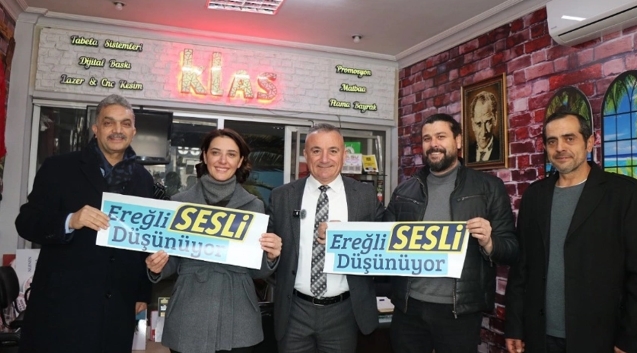 Tabela Sistemleri
Dijital Baskı
Lazer & Cnc Kesim
klas
Promosyon
Matbaa
Flama Bayrak
Ereğli SESLİ
Düşünüyor
Ereğli SESLİ
Düşünüyor